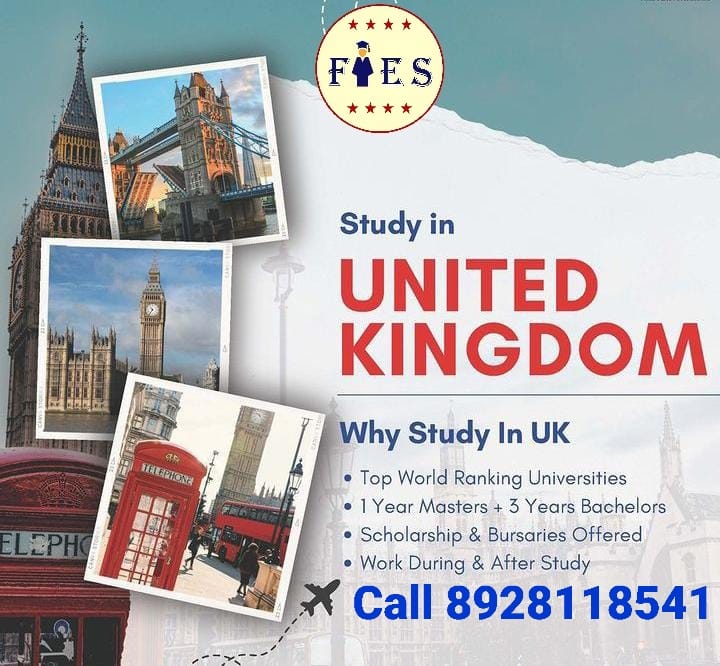 F ES
Study in
UNITED
KINGDOM
Why Study In UK
• Top World Ranking Universities
• 1 Year Masters + 3 Years Bachelors
• Scholarship & Bursaries Offered
• Work During & After Study
Call 8928118541
TELEPHONE
ELEPHO